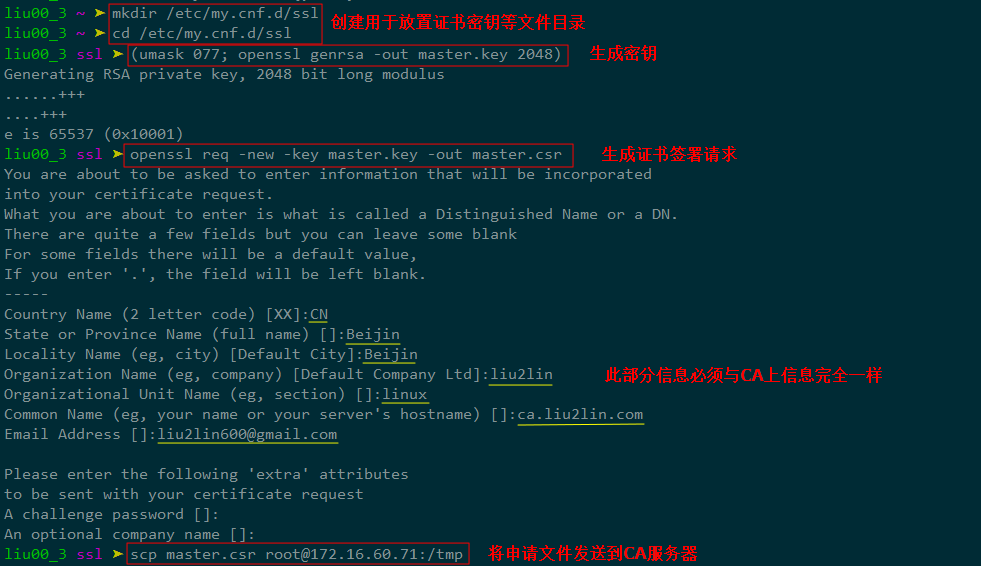 liu00_3 ~ ➤ mkdir /etc/my.cnf.d/ssl
liu00_3 ~ ➤ cd /etc/my.cnf.d/ssl
创建用于放置证书密钥等文件目录
liu00_3 ssl ➤ (umask 077; openssl genrsa -out master.key 2048) 生成密钥
Generating RSA private key, 2048 bit long modulus
......+++
....+++
e is 65537 (0x10001)
liu00_3 ssl ➤ openssl req -new -key master.key -out master.csr 生成证书签署请求
You are about to be asked to enter information that will be incorporated
into your certificate request.
What you are about to enter is what is called a Distinguished Name or a DN.
There are quite a few fields but you can leave some blank
For some fields there will be a default value,
If you enter '.', the field will be left blank.
-----
Country Name (2 letter code) [XX]:CN
State or Province Name (full name) []:Beijin
Locality Name (eg, city) [Default City]:Beijin
Organization Name (eg, company) [Default Company Ltd]:liu2lin 此部分信息必须与CA上信息完全一样
Organizational Unit Name (eg, section) []:linux
Common Name (eg, your name or your server's hostname) []:ca.liu2lin.com
Email Address []:liu2lin600@gmail.com
Please enter the following 'extra' attributes
to be sent with your certificate request
A challenge password []:
An optional company name []:
liu00_3 ssl ➤ scp master.csr root@172.16.60.71:/tmp 将申请文件发送到CA服务器